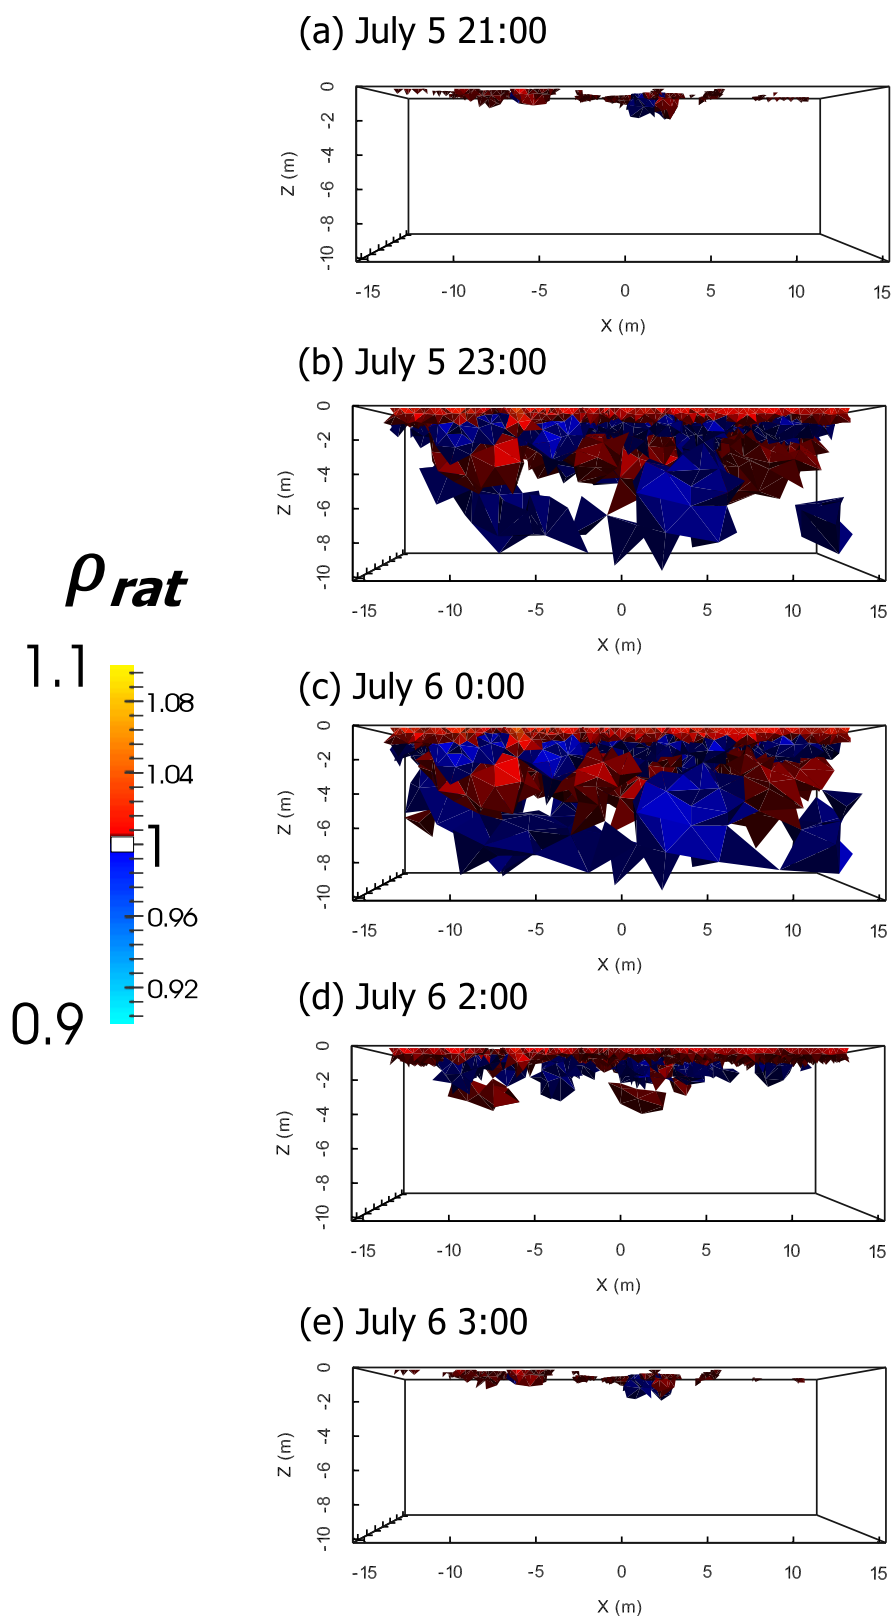 (a) July 5 21:00
0
-2
-4
-6
-8
-10
Z (m)
-15 -10 -5 0 5 10 15
X (m)
(b) July 5 23:00
0
-2
-4
-6
-8
-10
Z (m)
-15 -10 -5 0 5 10 15
X (m)
ρrat
1.1
1.08
1.04
1
0.96
0.92
0.9
(c) July 6 0:00
0
-2
-4
-6
-8
-10
Z (m)
-15 -10 -5 0 5 10 15
X (m)
(d) July 6 2:00
0
-2
-4
-6
-8
-10
Z (m)
-15 -10 -5 0 5 10 15
X (m)
(e) July 6 3:00
0
-2
-4
-6
-8
-10
Z (m)
-15 -10 -5 0 5 10 15
X (m)